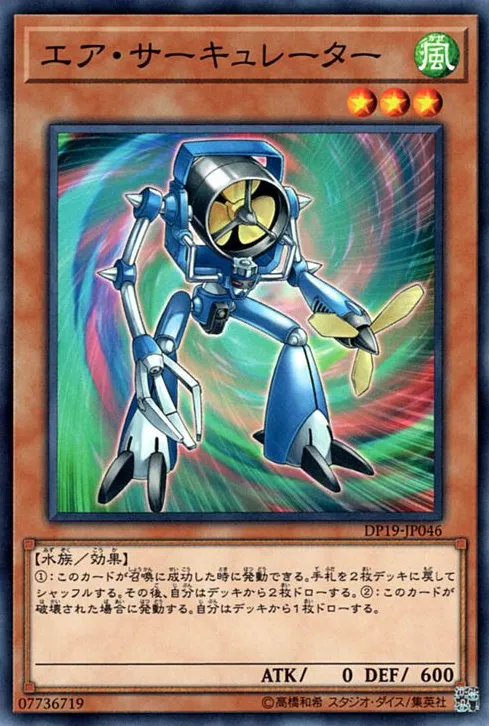 エア・サーキュレーター
風
DP19-JP046
【水族／効果】
①：このカードが召喚に成功した時に発動できる。手札を２枚デッキに戻して
シャッフルする。その後、自分はデッキから２枚ドローする。②：このカードが
破壊された場合に発動する。自分はデッキから１枚ドローする。
ATK/ 0 DEF/ 600
07736719
©高橋和希 スタジオ・ダイス/集英社